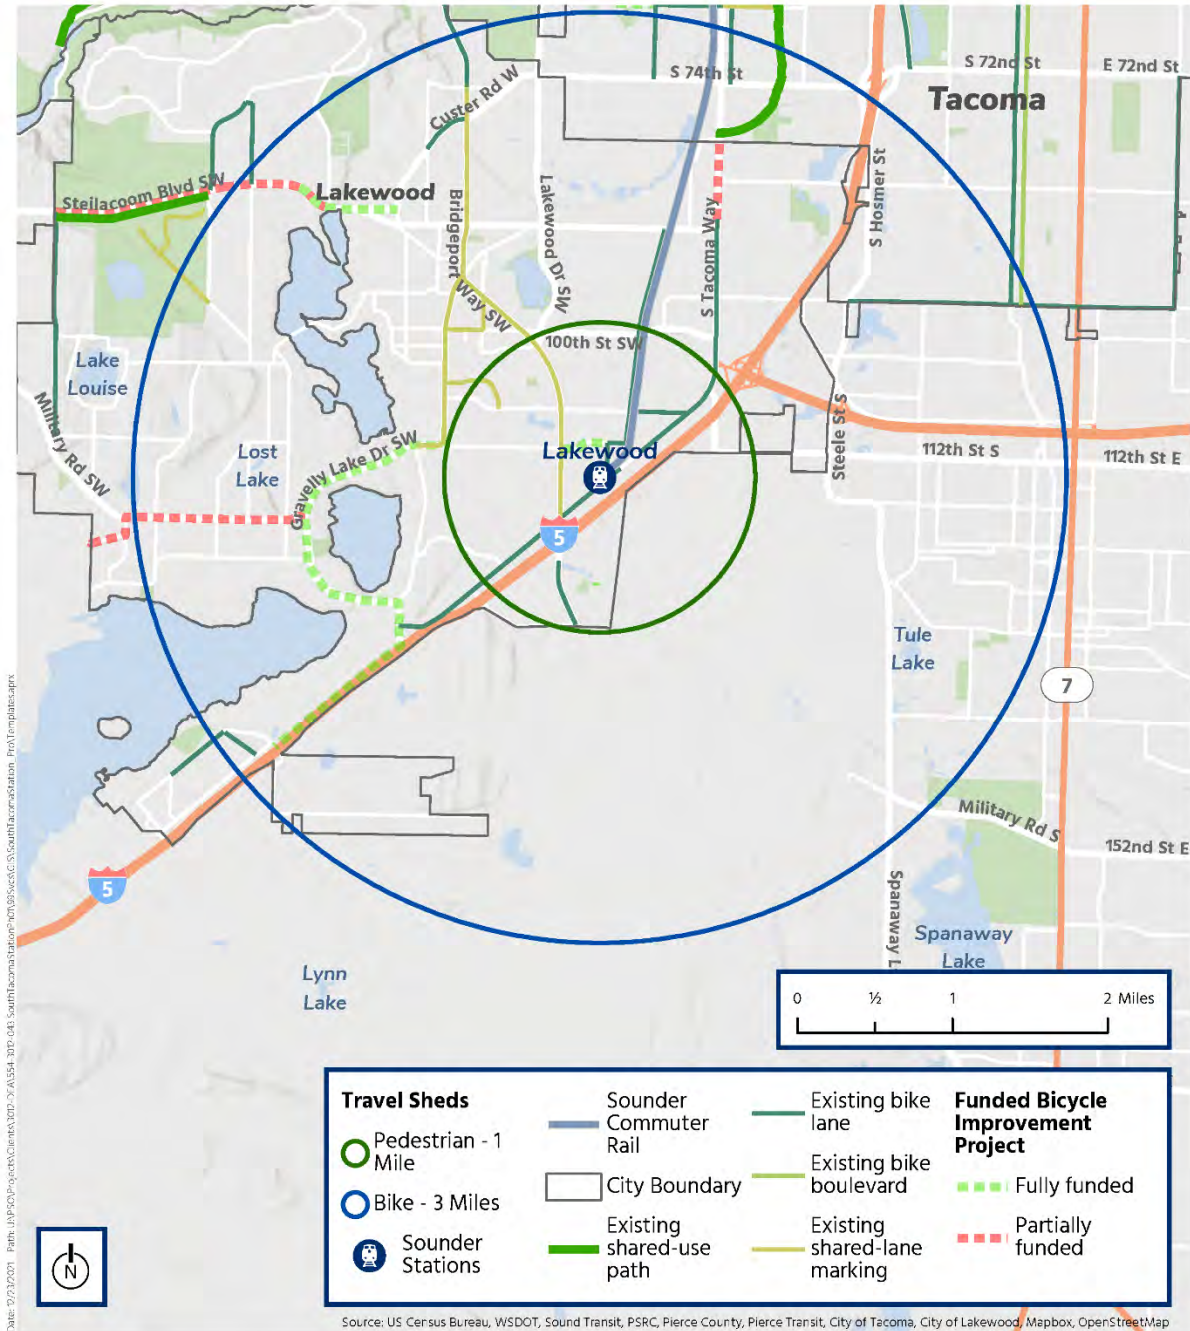 S 74th St
S 72nd St
E 72nd St
Tacoma
Custer Rd W
Steilacoom Blvd SW
Lakewood
Bridgeport Way SW
Lakewoood Dr SW
S Tacoma Way
S Hosmer St
100th St SW
Lake
Louise
Military Rd SW
Lost
Lake
Gravelly Lake Dr SW
Lakewood
Steele St S
112th St S
112th St E
5
Tule
Lake
7
Military Rd S
152nd St E
5
Spanaway L
Spanaway
Lake
Lynn
Lake
0 ½ 1 2 Miles
Travel Sheds
Pedestrian - 1
Mile
Bike - 3 Miles
Sounder
Stations
Sounder
Commuter
Rail
City Boundary
Existing
shared-use
path
Existing bike
lane
Existing bike
boulevard
Existing
shared-lane
marking
Funded Bicycle
Improvement
Project
Fully funded
Partially
funded
N
Source: US Census Bureau, WSDOT, Sound Transit, PSRC, Pierce County, Pierce Transit, City of Tacoma, City of Lakewood, Mapbox, OpenStreetMap